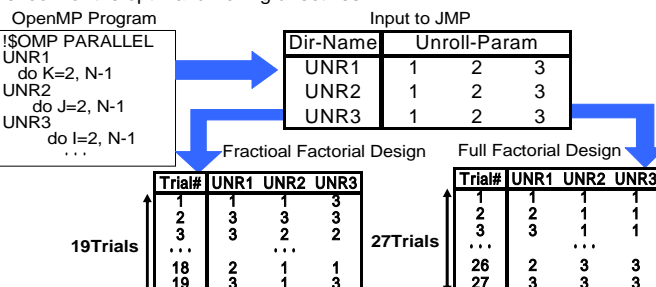 OpenMP Program
!$OMP PARALLEL
UNR1
do K=2, N-1
UNR2
do J=2, N-1
UNR3
do I=2, N-1
. . .
Input to JMP
Dir-Name Unroll-Param
UNR1 1 2 3
UNR2 1 2 3
UNR3 1 2 3
Fractioal Factorial Design
Trial# UNR1 UNR2 UNR3
1 1 1 3
2 3 3 3
3 3 2 2
. . . . . .
18 2 1 1
19 3 1 3
19Trials
Full Factorial Design
Trial# UNR1 UNR2 UNR3
1 1 1 1
2 2 1 1
3 3 1 1
. . . . . .
26 2 3 3
27 3 3 3
27Trials